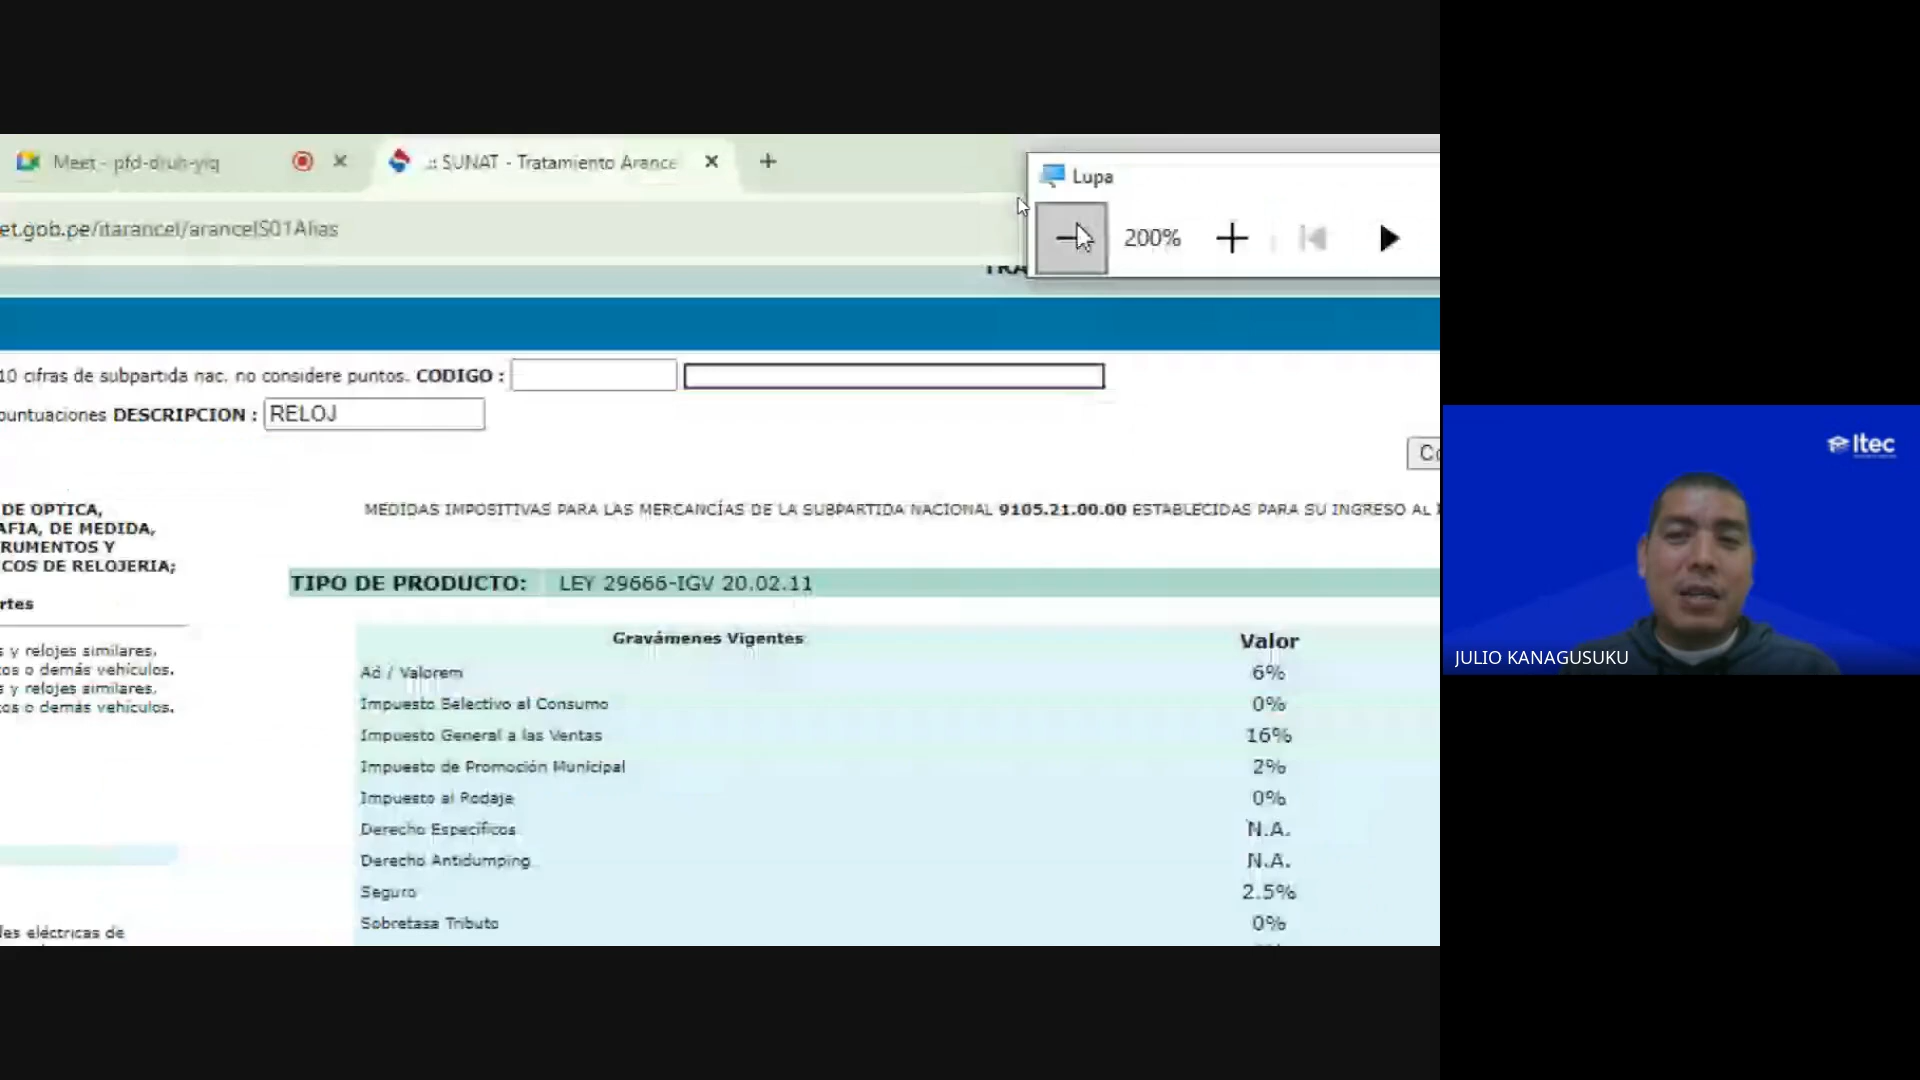 Meet - pfd-druh-yiq
.:: SUNAT - Tratamiento Arance
Lupa
200%
et.gob.pe/itarancel/arancelS01Alias
10 cifras de subpartida nac. no considere puntos. CODIGO :
puntuaciones DESCRIPCION : RELOJ
Co
DE OPTICA,
AFIA, DE MEDIDA,
RUMENTOS Y
COS DE RELOJERIA;
rtes
s y relojes similares,
tos o demás vehículos.
s y relojes similares,
tos o demás vehículos.
les eléctricas de
MEDIDAS IMPOSITIVAS PARA LAS MERCANCÍAS DE LA SUBPARTIDA NACIONAL 9105.21.00.00 ESTABLECIDAS PARA SU INGRESO AL
TIPO DE PRODUCTO: LEY 29666-IGV 20.02.11
Gravámenes Vigentes Valor
Ad / Valorem 6%
Impuesto Selectivo al Consumo 0%
Impuesto General a las Ventas 16%
Impuesto de Promoción Municipal 2%
Impuesto al Rodaje 0%
Derecho Específicos N.A.
Derecho Antidumping N.A.
Seguro 2.5%
Sobretasa Tributo 0%
Itec
JULIO KANAGUSUKU